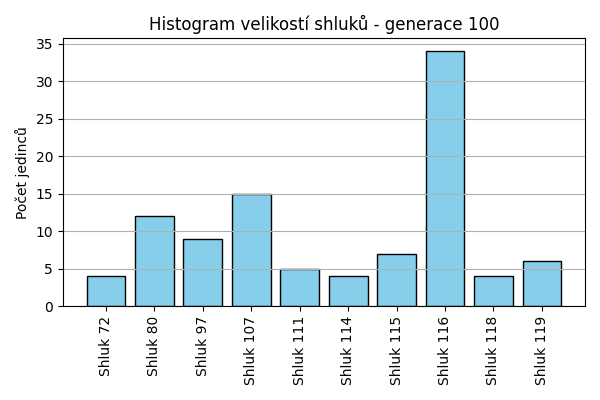 Histogram velikostí shluků - generace 100
Počet jedinců
35
30
25
20
15
10
5
0
Shluk 72
Shluk 80
Shluk 97
Shluk 107
Shluk 111
Shluk 114
Shluk 115
Shluk 116
Shluk 118
Shluk 119